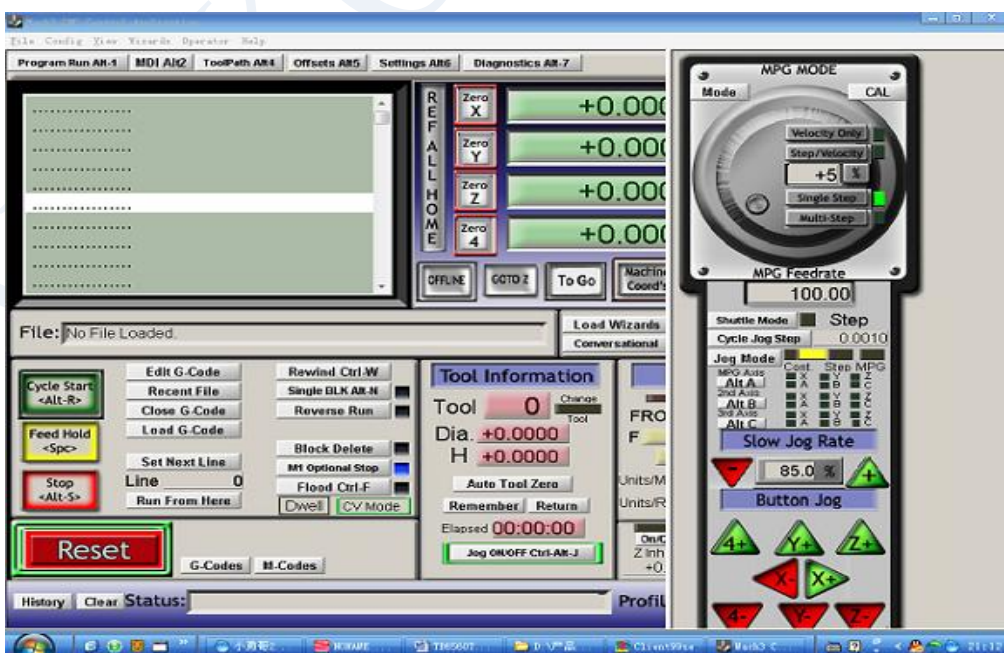 File Config View Wizards Operator Help
Program Run Alt-1 MDI Alt2 ToolPath Alt4 Offsets Alt5 Settings Alt6 Diagnostics Alt-7
REF ALL HOME
Zero X +0.000
Zero Y +0.000
Zero Z +0.000
Zero 4 +0.000
OFFLINE GOTO Z To Go Machine Coord's
File: No File Loaded.
Load Wizards
Conversational
Cycle Start <Alt-R>
Feed Hold <Spc>
Stop <Alt-S>
Edit G-Code
Recent File
Close G-Code
Load G-Code
Set Next Line
Line 0
Run From Here
Rewind Ctrl-W
Single BLK Alt-N
Reverse Run
Block Delete
M1 Optional Stop
Flood Ctrl-F
Dwell CV Mode
Reset
G-Codes M-Codes
Tool Information
Tool 0 Change Tool
Dia. +0.0000
H +0.0000
Auto Tool Zero
Remember Return
Elapsed 00:00:00
Jog ON/OFF Ctrl-Alt-J
FRO
F
Units/M
Units/R
On/O
Z Inh
+0.
History Clear Status:
Profil
MPG MODE
Mode CAL
Velocity Only
Step/Velocity
+5 %
Single Step
Multi-Step
MPG Feedrate
100.00
Shuttle Mode Step
Cycle Jog Step 0.0010
Jog Mode Cont. Step MPG
MPG Axis
Alt A X Y Z A B C
2nd Axis
Alt B X Y Z A B C
3rd Axis
Alt C X Y Z A B C
Slow Jog Rate
- 85.0 % +
Button Jog
4+ Y+ Z+
X- X+
4- Y- Z-
21:12